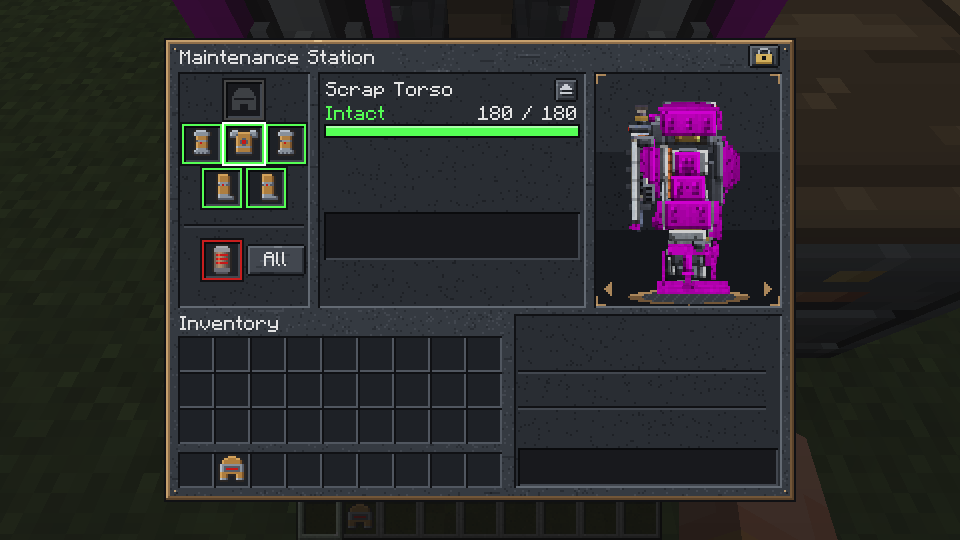 Maintenance Station
Scrap Torso
Intact 180 / 180
All
Inventory